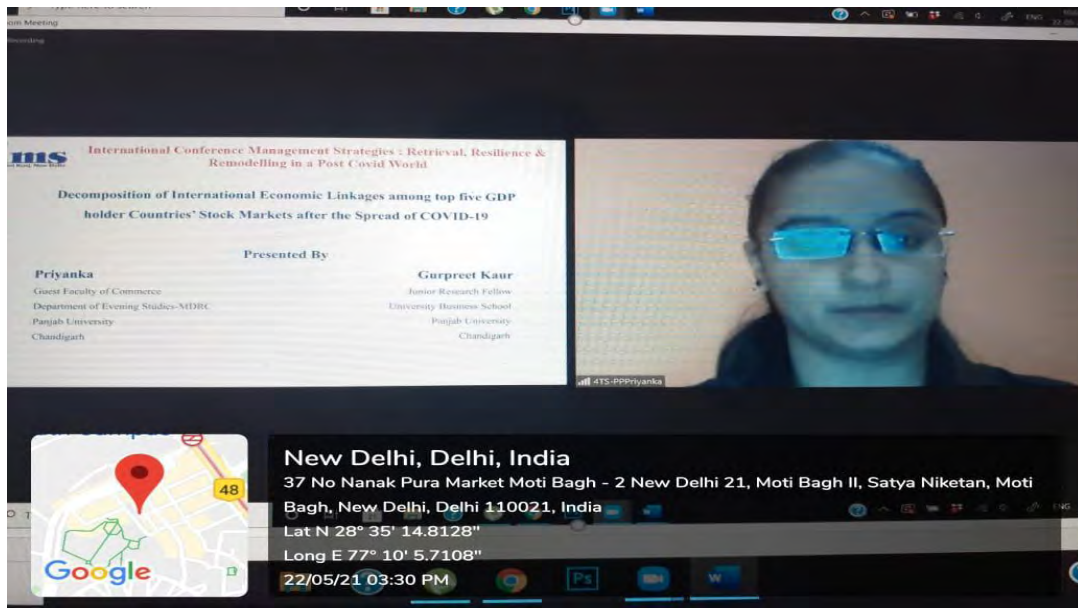 Recording
International Conference Management Strategies : Retrieval, Resilience &
Remodelling in a Post Covid World
Decomposition of International Economic Linkages among top five GDP
holder Countries' Stock Markets after the Spread of COVID-19
Presented By
Priyanka
Guest Faculty of Commerce
Department of Evening Studies-MDRC
Panjab University
Chandigarh
Gurpreet Kaur
Junior Research Fellow
University Business School
Panjab University
Chandigarh
4TS-PPPriyanka
48
Google
New Delhi, Delhi, India
37 No Nanak Pura Market Moti Bagh - 2 New Delhi 21, Moti Bagh II, Satya Niketan, Moti
Bagh, New Delhi, Delhi 110021, India
Lat N 28° 35' 14.8128"
Long E 77° 10' 5.7108"
22/05/21 03:30 PM
ENG
Ps
W